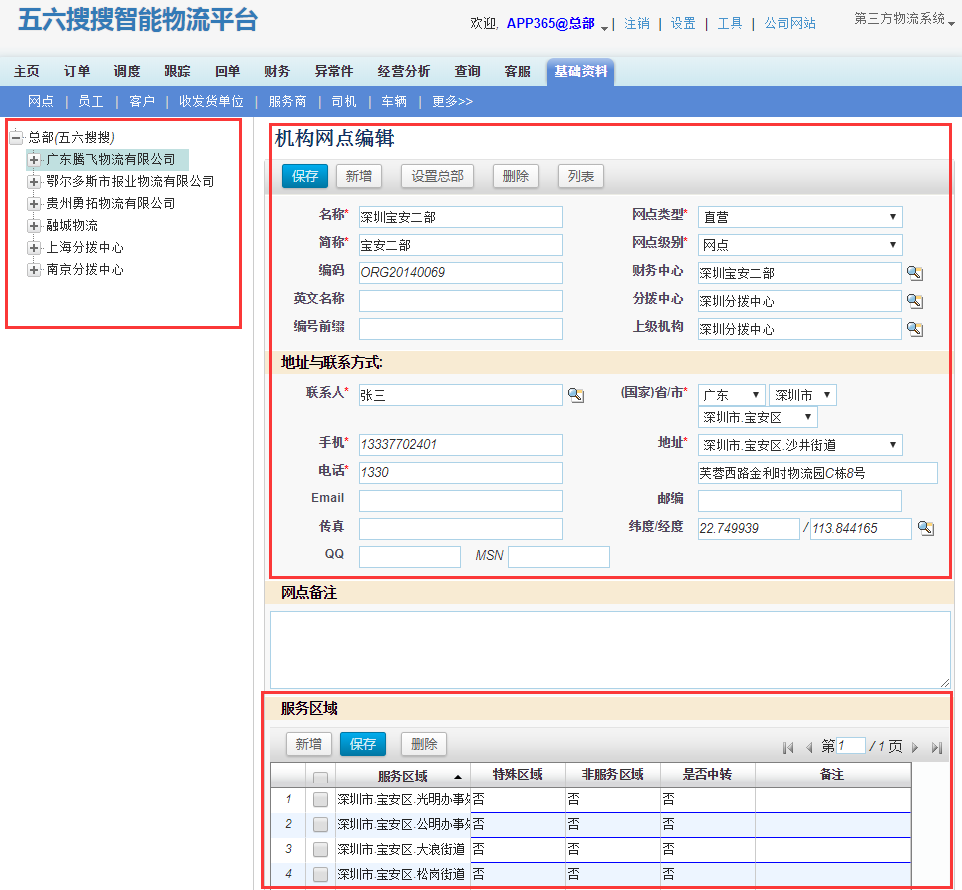 五六搜搜智能物流平台
欢迎, APP365@总部 | 注销 | 设置 | 工具 | 公司网站 第三方物流系统
主页 订单 调度 跟踪 回单 财务 异常件 经营分析 查询 客服 基础资料
网点 | 员工 | 客户 | 收发货单位 | 服务商 | 司机 | 车辆 | 更多>>
总部(五六搜搜)
广东腾飞物流有限公司
鄂尔多斯市报业物流有限公司
贵州勇拓物流有限公司
融城物流
上海分拨中心
南京分拨中心
机构网点编辑
保存 新增 设置总部 删除 列表
名称* 深圳宝安二部 网点类型* 直营
简称* 宝安二部 网点级别* 网点
编码 ORG20140069 财务中心 深圳宝安二部
英文名称 分拨中心 深圳分拨中心
编号前缀 上级机构 深圳分拨中心
地址与联系方式:
联系人* 张三 (国家)省/市* 广东 深圳市
深圳市.宝安区
手机* 13337702401 地址* 深圳市.宝安区.沙井街道
电话* 1330 芙蓉西路金利时物流园C栋8号
Email 邮编
传真 纬度/经度 22.749939 / 113.844165
QQ MSN
网点备注
服务区域
新增 保存 删除 第 1 / 1 页
服务区域 特殊区域 非服务区域 是否中转 备注
1 深圳市.宝安区.光明办事 否 否 否
2 深圳市.宝安区.公明办事 否 否 否
3 深圳市.宝安区.大浪街道 否 否 否
4 深圳市.宝安区.松岗街道 否 否 否